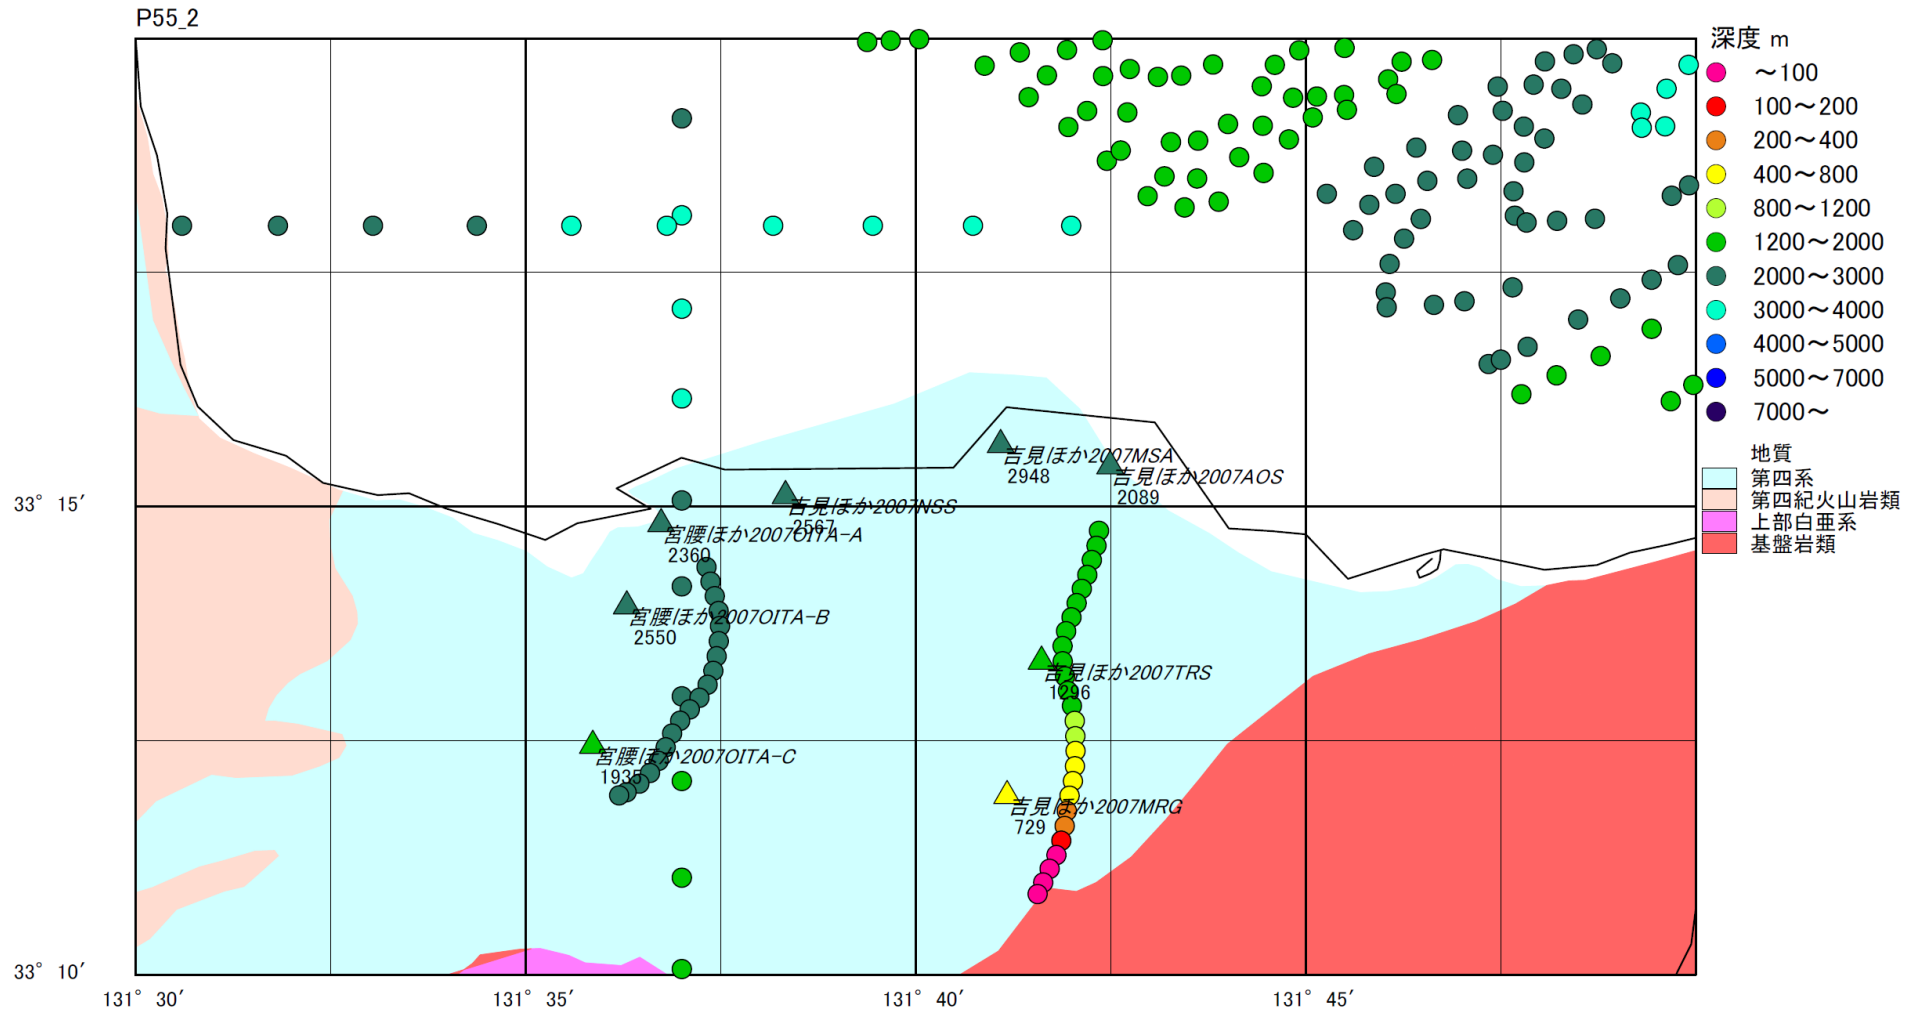 P55_2
深度 m
～100
100～200
200～400
400～800
800～1200
1200～2000
2000～3000
3000～4000
4000～5000
5000～7000
7000～
地質
第四系
第四紀火山岩類
上部白亜系
基盤岩類
吉見ほか2007MSA
2948
吉見ほか2007AOS
2089
吉見ほか2007NSS
2567
33° 15′
宮腰ほか2007OITA-A
2360
宮腰ほか2007OITA-B
2550
吉見ほか2007TRS
1296
宮腰ほか2007OITA-C
1935
吉見ほか2007MRG
729
33° 10′
131° 30′
131° 35′
131° 40′
131° 45′